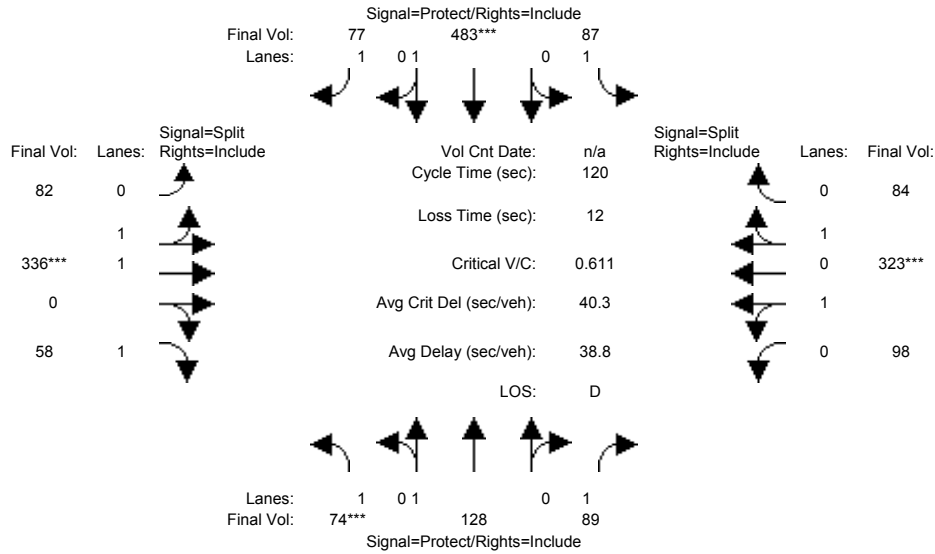 Signal=Protect/Rights=Include
Final Vol: 77 483*** 87
Lanes: 1 0 1 0 1
Signal=Split
Final Vol: Lanes: Rights=Include
Vol Cnt Date: n/a
Signal=Split
Rights=Include Lanes: Final Vol:
Cycle Time (sec): 120
82 0
0 84
Loss Time (sec): 12
1
1
336*** 1
Critical V/C: 0.611
0 323***
0
Avg Crit Del (sec/veh): 40.3
1
58 1
Avg Delay (sec/veh): 38.8
0 98
LOS: D
Lanes: 1 0 1 0 1
Final Vol: 74*** 128 89
Signal=Protect/Rights=Include